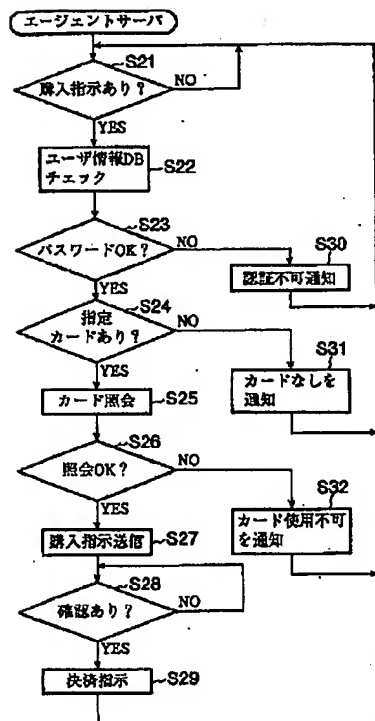 エージェントサーバ
S21
購入指示あり?
NO
YES
ユーザ情報DB
チェック
S22
S23
パスワードOK?
NO
YES
S30
認証不可通知
S24
指定
カードあり?
NO
YES
S31
カードなしを
通知
カード照会
S25
S26
照会OK?
NO
YES
S32
カード使用不可
を通知
購入指示送信
S27
S28
確認あり?
NO
YES
決済指示
S29